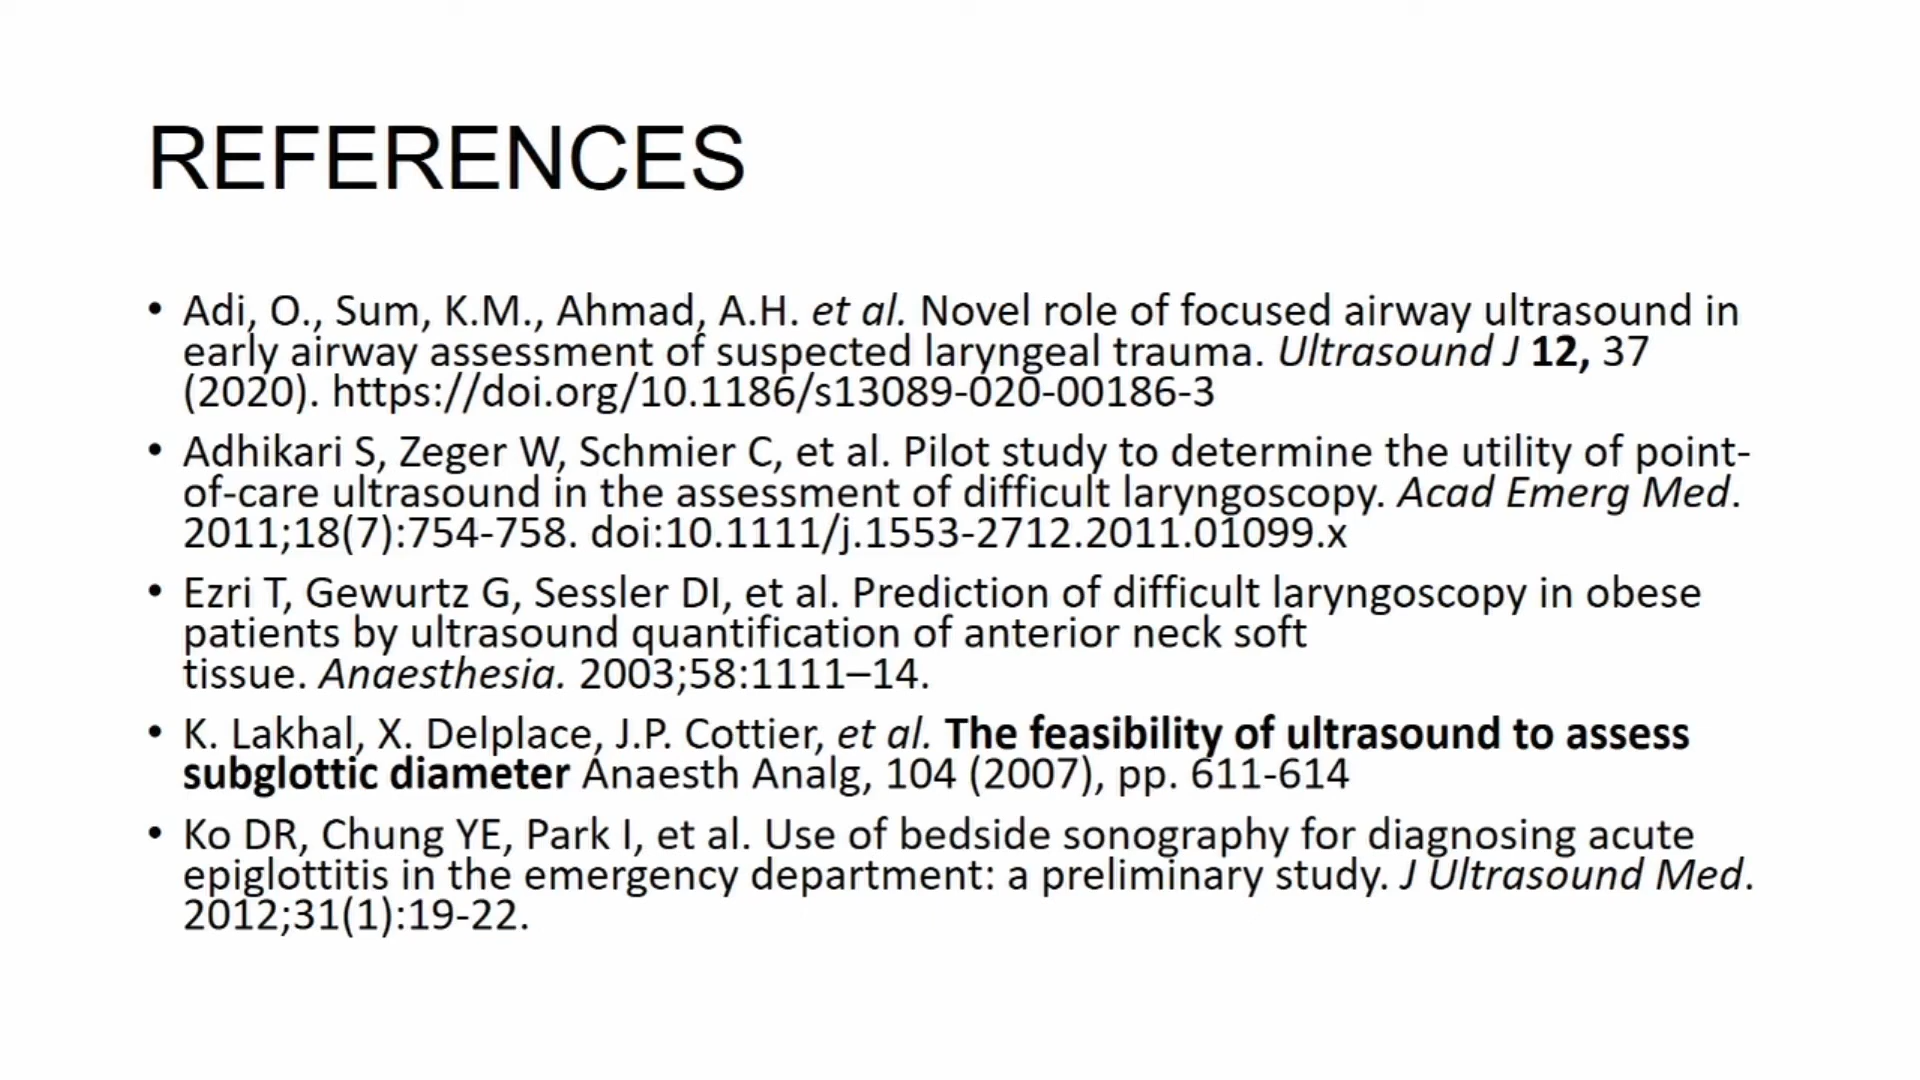 REFERENCES
• Adi, O., Sum, K.M., Ahmad, A.H. et al. Novel role of focused airway ultrasound in
early airway assessment of suspected laryngeal trauma. Ultrasound J 12, 37
(2020). https://doi.org/10.1186/s13089-020-00186-3
• Adhikari S, Zeger W, Schmier C, et al. Pilot study to determine the utility of point-
of-care ultrasound in the assessment of difficult laryngoscopy. Acad Emerg Med.
2011;18(7):754-758. doi:10.1111/j.1553-2712.2011.01099.x
• Ezri T, Gewurtz G, Sessler DI, et al. Prediction of difficult laryngoscopy in obese
patients by ultrasound quantification of anterior neck soft
tissue. Anaesthesia. 2003;58:1111–14.
• K. Lakhal, X. Delplace, J.P. Cottier, et al. The feasibility of ultrasound to assess
subglottic diameter Anaesth Analg, 104 (2007), pp. 611-614
• Ko DR, Chung YE, Park I, et al. Use of bedside sonography for diagnosing acute
epiglottitis in the emergency department: a preliminary study. J Ultrasound Med.
2012;31(1):19-22.